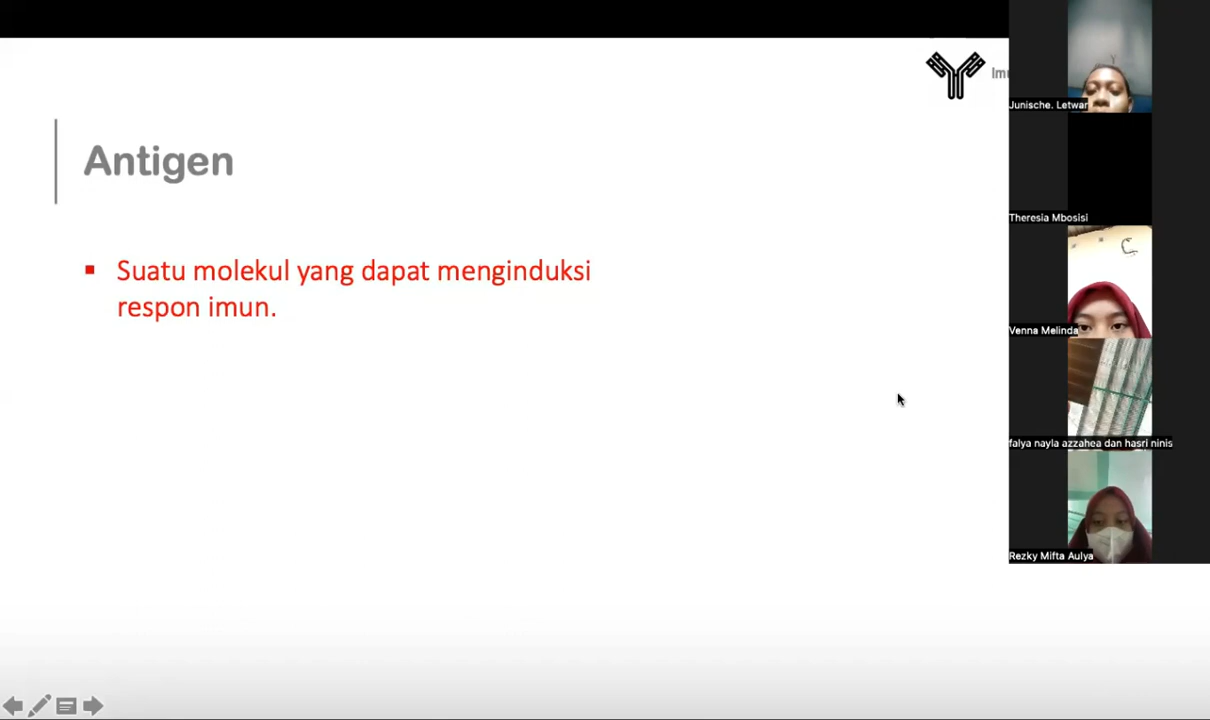 Antigen
Suatu molekul yang dapat menginduksi
respon imun.
Junische. Letwar
Theresia Mbosisi
Venna Melinda
falya nayla azzahea dan hasri ninis
Rezky Mifta Aulya